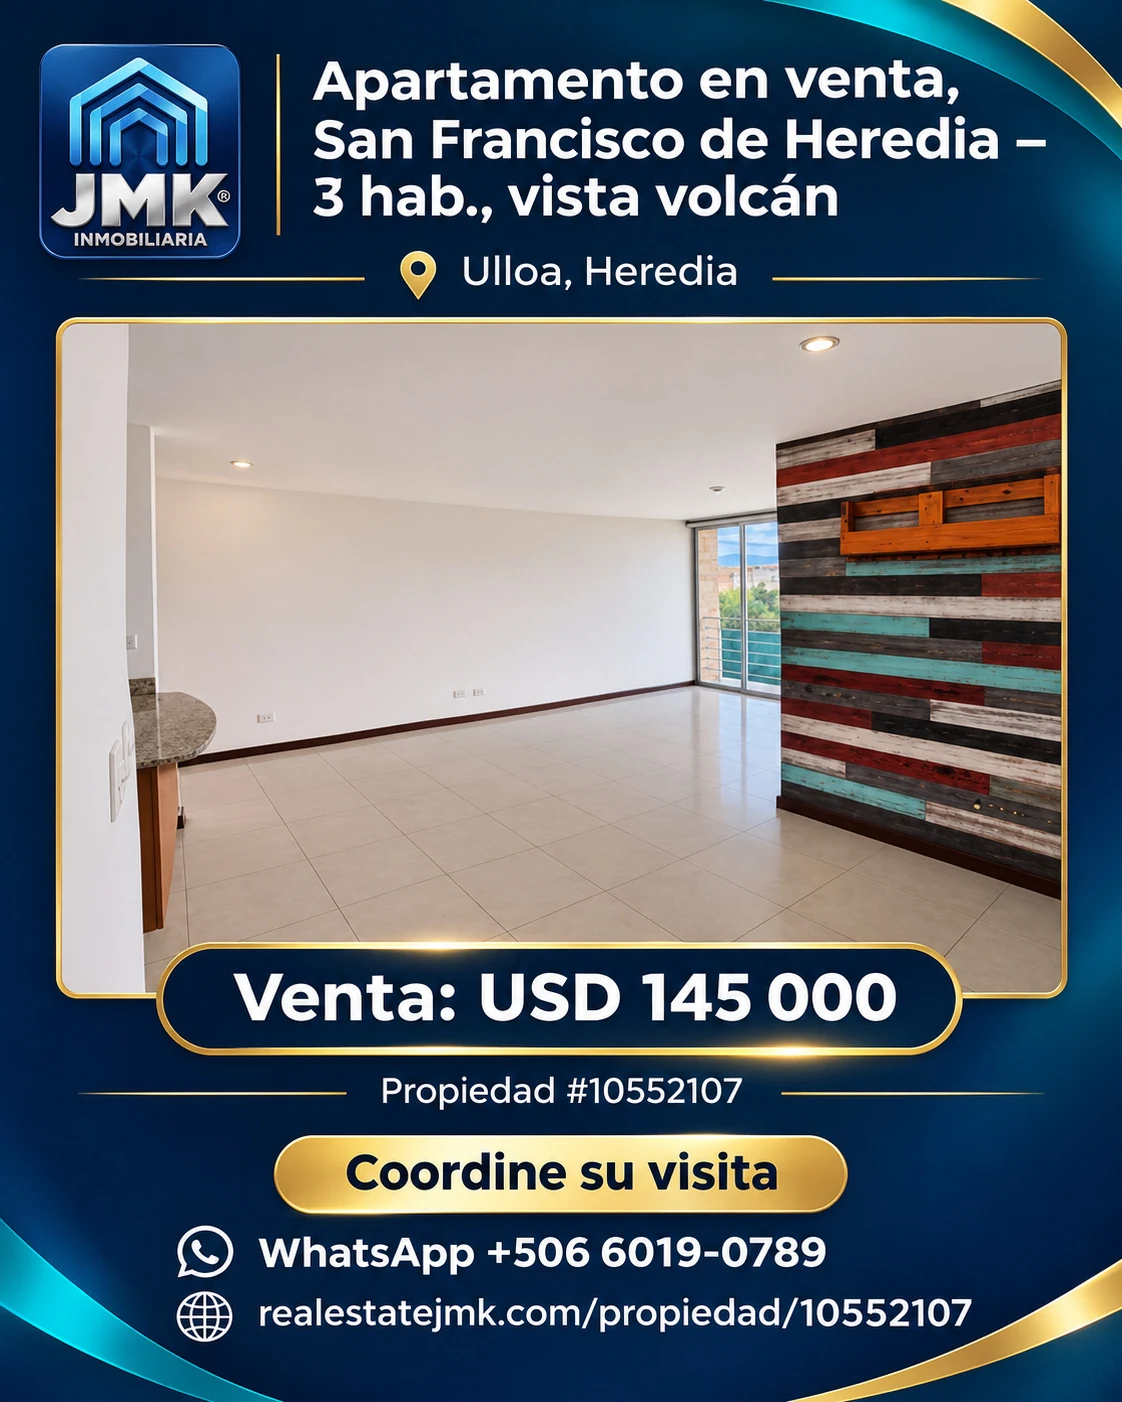 JMK®
INMOBILIARIA
Apartamento en venta,
San Francisco de Heredia –
3 hab., vista volcán
Ulloa, Heredia
Venta: USD 145 000
Propiedad #10552107
Coordine su visita
WhatsApp +506 6019-0789
realestatejmk.com/propiedad/10552107